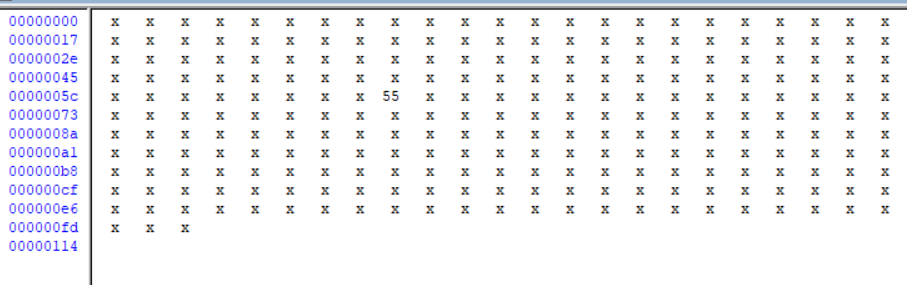 00000000 x x x x x x x x x x x x x x x x x x x x x x x
00000017 x x x x x x x x x x x x x x x x x x x x x x x
0000002e x x x x x x x x x x x x x x x x x x x x x x x
00000045 x x x x x x x x x x x x x x x x x x x x x x x
0000005c x x x x x x x x 55 x x x x x x x x x x x x x x
00000073 x x x x x x x x x x x x x x x x x x x x x x x
0000008a x x x x x x x x x x x x x x x x x x x x x x x
000000a1 x x x x x x x x x x x x x x x x x x x x x x x
000000b8 x x x x x x x x x x x x x x x x x x x x x x x
000000cf x x x x x x x x x x x x x x x x x x x x x x x
000000e6 x x x x x x x x x x x x x x x x x x x x x x x
000000fd x x x
00000114